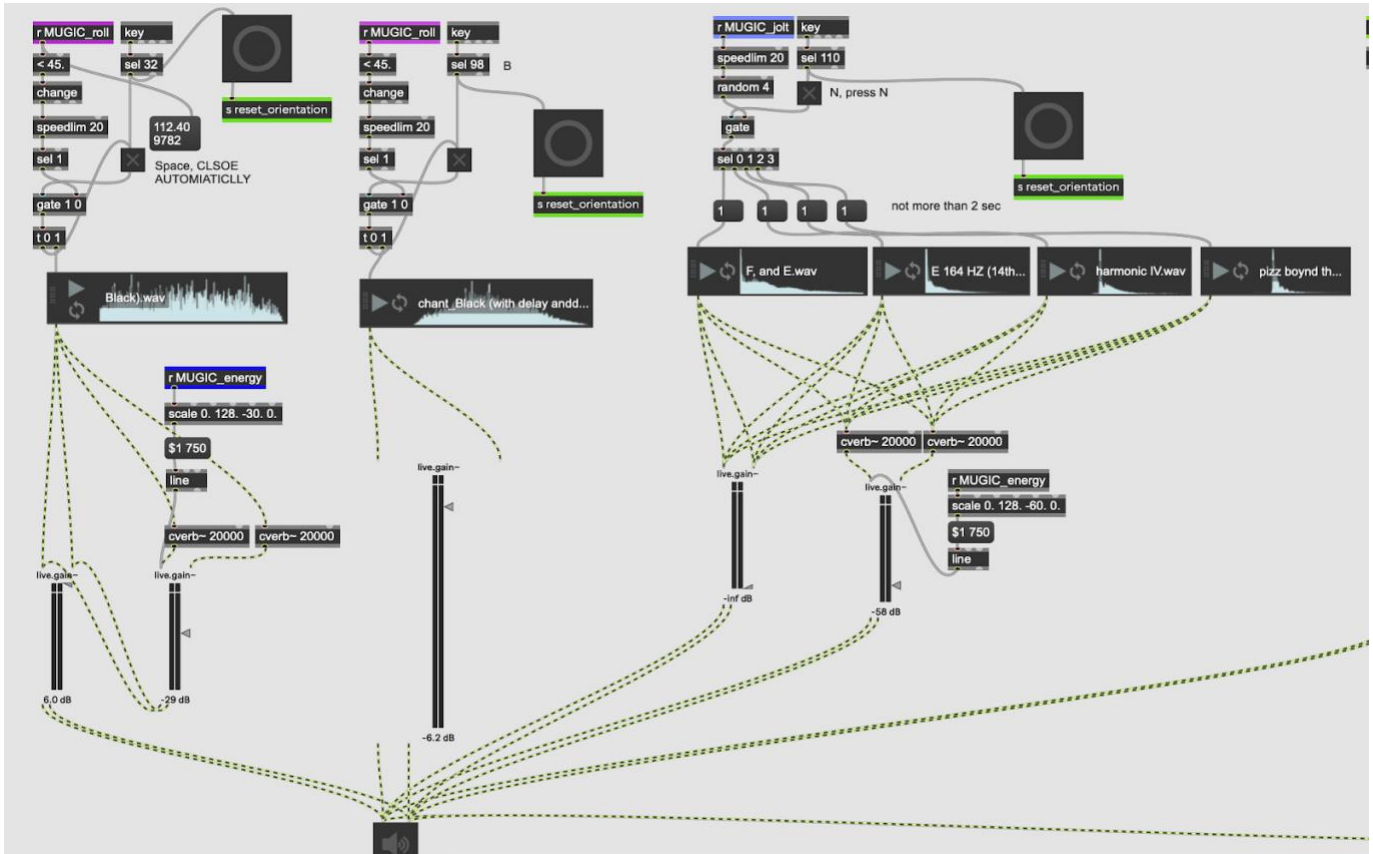 r MUGIC_roll
key
< 45.
sel 32
change
speedlim 20
112.40
9782
s reset_orientation
sel 1
Space, CLSOE
AUTOMIATICLLY
gate 1 0
t 0 1
Black).wav
r MUGIC_energy
scale 0. 128. -30. 0.
$1 750
line
cverb~ 20000
cverb~ 20000
live.gain~
live.gain~
6.0 dB
-29 dB
r MUGIC_roll
key
< 45.
sel 98
B
change
speedlim 20
sel 1
gate 1 0
s reset_orientation
t 0 1
chant_Black (with delay andd...
live.gain~
-6.2 dB
r MUGIC_jolt
key
speedlim 20
sel 110
random 4
N, press N
gate
sel 0 1 2 3
s reset_orientation
1
1
1
1
not more than 2 sec
F, and E.wav
E 164 HZ (14th...
harmonic IV.wav
pizz boynd th...
cverb~ 20000
cverb~ 20000
live.gain~
live.gain~
r MUGIC_energy
scale 0. 128. -60. 0.
$1 750
line
-inf dB
-58 dB